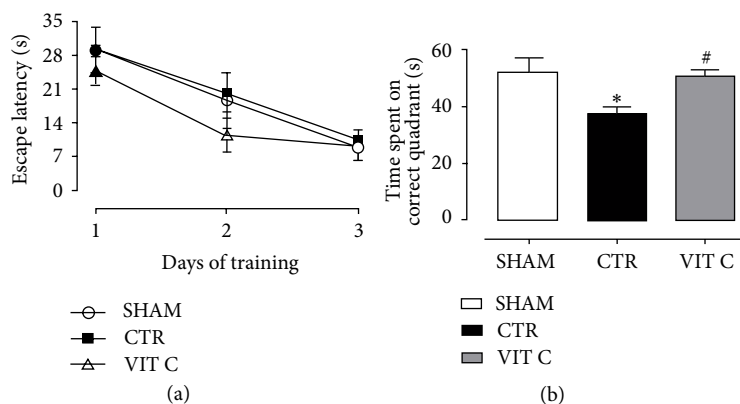 35
28
21
14
7
0
Escape latency (s)
1 2 3
Days of training
SHAM
CTR
VIT C
(a)
60
40
20
0
Time spent on
correct quadrant (s)
*
#
SHAM CTR VIT C
SHAM
CTR
VIT C
(b)